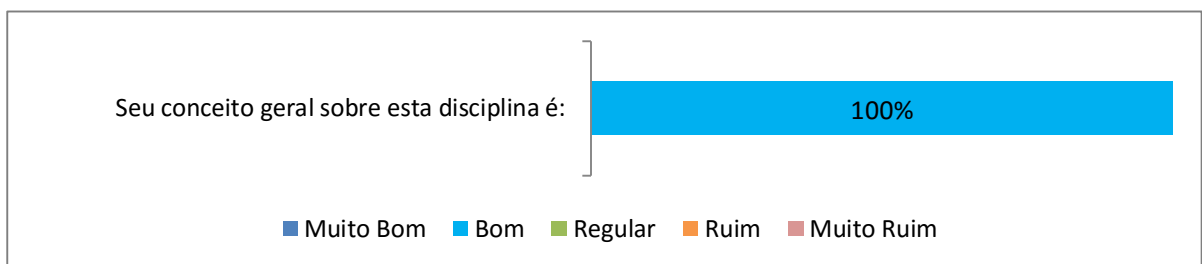 Seu conceito geral sobre esta disciplina é:
100%
Muito Bom Bom Regular Ruim Muito Ruim